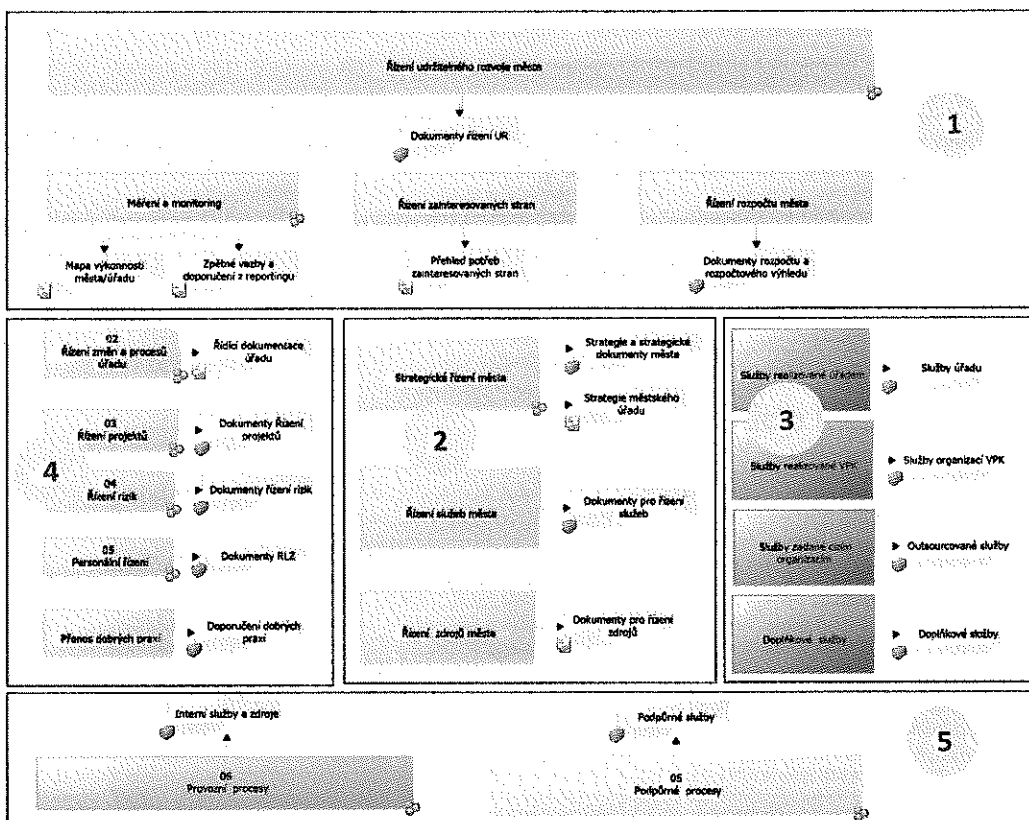 Řízení udržitelného rozvoje města
1
Dokumenty řízení UR
Měření a monitoring
Řízení zainteresovaných stran
Řízení rozpočtu města
Mapa výkonnosti
města/úřadu
Zpětné vazby a
doporučení z reportingu
Přehled potřeb
zainteresovaných stran
Dokumenty rozpočtu a
rozpočtového výhledu
4
02
Řízení změn a procesů
úřadu
Řídící dokumentace
úřadu
03
Řízení projektů
Dokumenty Řízení
projektů
04
Řízení rizik
Dokumenty řízení rizik
05
Personální řízení
Dokumenty RLZ
Přenos dobrých praxí
Doporučení dobrých
praxí
2
Strategické řízení města
Strategie a strategické
dokumenty města
Strategie městského
úřadu
Řízení služeb města
Dokumenty pro řízení
služeb
Řízení zdrojů města
Dokumenty pro řízení
zdrojů
3
Služby realizované úřadem
Služby úřadu
Služby realizované VPK
Služby organizací VPK
Služby zadané
organizacím
Outsourcované služby
Doplňkové služby
Doplňkové služby
Interní služby a zdroje
Podpůrné služby
5
06
Provozní procesy
05
Podpůrné procesy